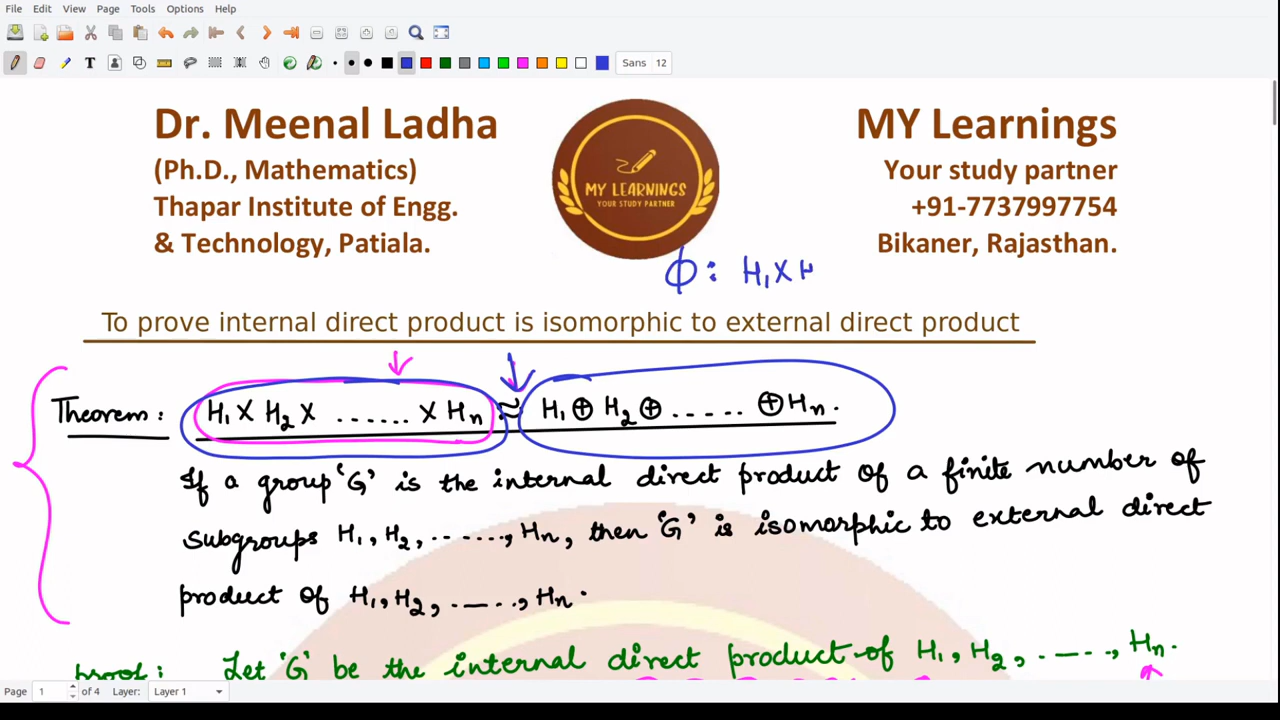 File Edit View Page Tools Options Help
Sans 12
Dr. Meenal Ladha
(Ph.D., Mathematics)
Thapar Institute of Engg.
& Technology, Patiala.
MY LEARNINGS
YOUR STUDY PARTNER
MY Learnings
Your study partner
+91-7737997754
Bikaner, Rajasthan.
ϕ: H₁ X H
To prove internal direct product is isomorphic to external direct product
Theorem: H₁ X H₂ X ...... X Hₙ ≈ H₁ ⊕ H₂ ⊕ ...... ⊕ Hₙ.
If a group 'G' is the internal direct product of a finite number of
subgroups H₁, H₂, ......, Hₙ, then 'G' is isomorphic to external direct
product of H₁, H₂, ......, Hₙ.
proof: Let 'G' be the internal direct product of H₁, H₂, ......, Hₙ.
Page 1 of 4 Layer: Layer 1